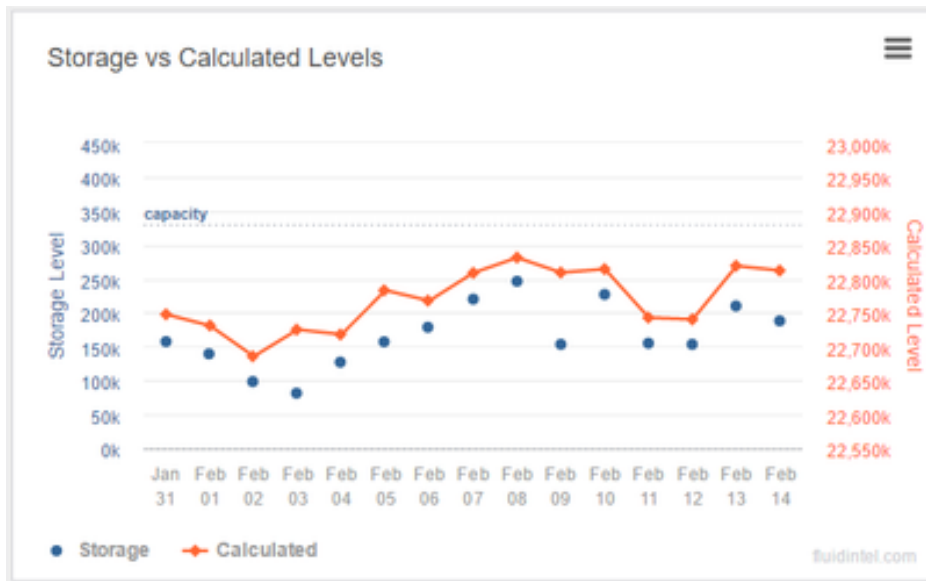 Storage vs Calculated Levels
450k
400k
350k
300k
250k
200k
150k
100k
50k
0k
Storage Level
capacity
23,000k
22,950k
22,900k
22,850k
22,800k
22,750k
22,700k
22,650k
22,600k
22,550k
Calculated Level
Jan Feb Feb Feb Feb Feb Feb Feb Feb Feb Feb Feb Feb Feb Feb
31 01 02 03 04 05 06 07 08 09 10 11 12 13 14
Storage Calculated
fluidintel.com